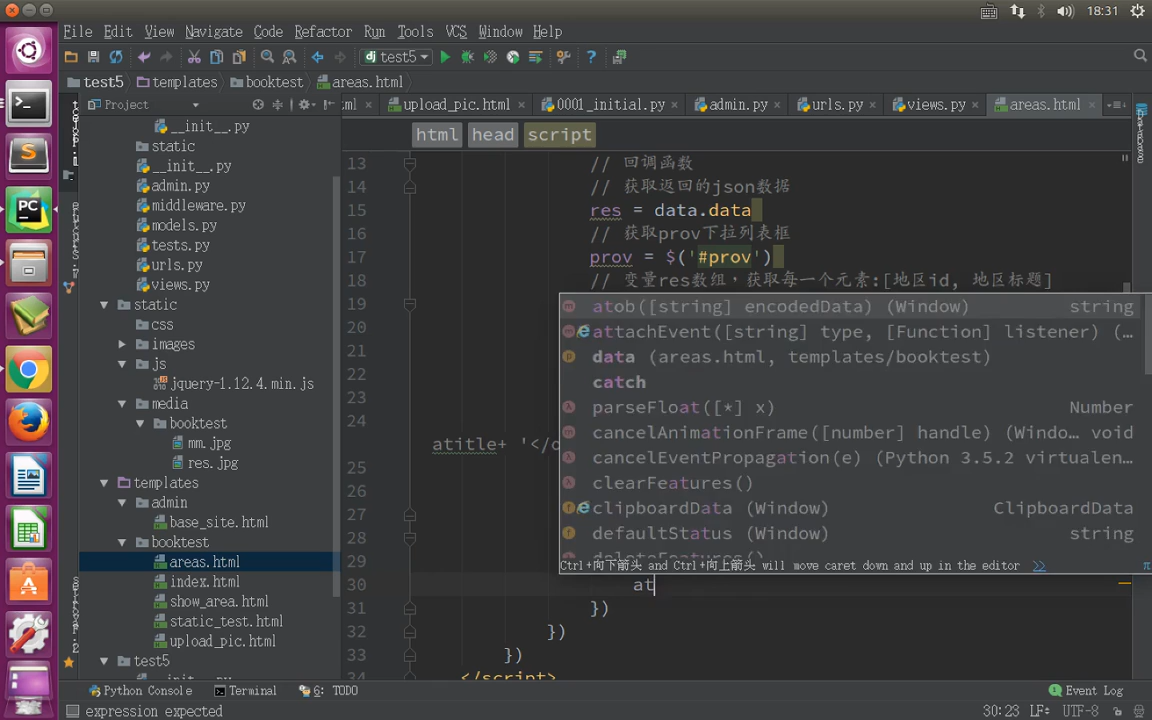 18:31
File Edit View Navigate Code Refactor Run Tools VCS Window Help
test5
test5 templates booktest areas.html
Project
ml upload_pic.html 0001_initial.py admin.py urls.py views.py areas.html
html head script
__init__.py
static
__init__.py
admin.py
middleware.py
models.py
tests.py
urls.py
views.py
static
css
images
js
jquery-1.12.4.min.js
media
booktest
mm.jpg
res.jpg
templates
admin
base_site.html
booktest
areas.html
index.html
show_area.html
static_test.html
upload_pic.html
test5
__init__.py
13 // 回调函数
14 // 获取返回的json数据
15 res = data.data
16 // 获取prov下拉列表框
17 prov = $('#prov')
18 // 变量res数组，获取每一个元素:[地区id, 地区标题]
19
20
21
22
23
24
atitle+ '</o
25
26
27
28
29
30 at
31 })
32 })
33 })
34 </script>
atob([string] encodedData) (Window) string
attachEvent([string] type, [Function] listener) (…
data (areas.html, templates/booktest)
catch
parseFloat([*] x) Number
cancelAnimationFrame([number] handle) (Windo… void
cancelEventPropagation(e) (Python 3.5.2 virtualen…
clearFeatures()
clipboardData (Window) ClipboardData
defaultStatus (Window) string
deleteFeatures()
Ctrl+向下箭头 and Ctrl+向上箭头 will move caret down and up in the editor >> π
Python Console Terminal 6: TODO Event Log
expression expected 30:23 LF÷ UTF-8÷